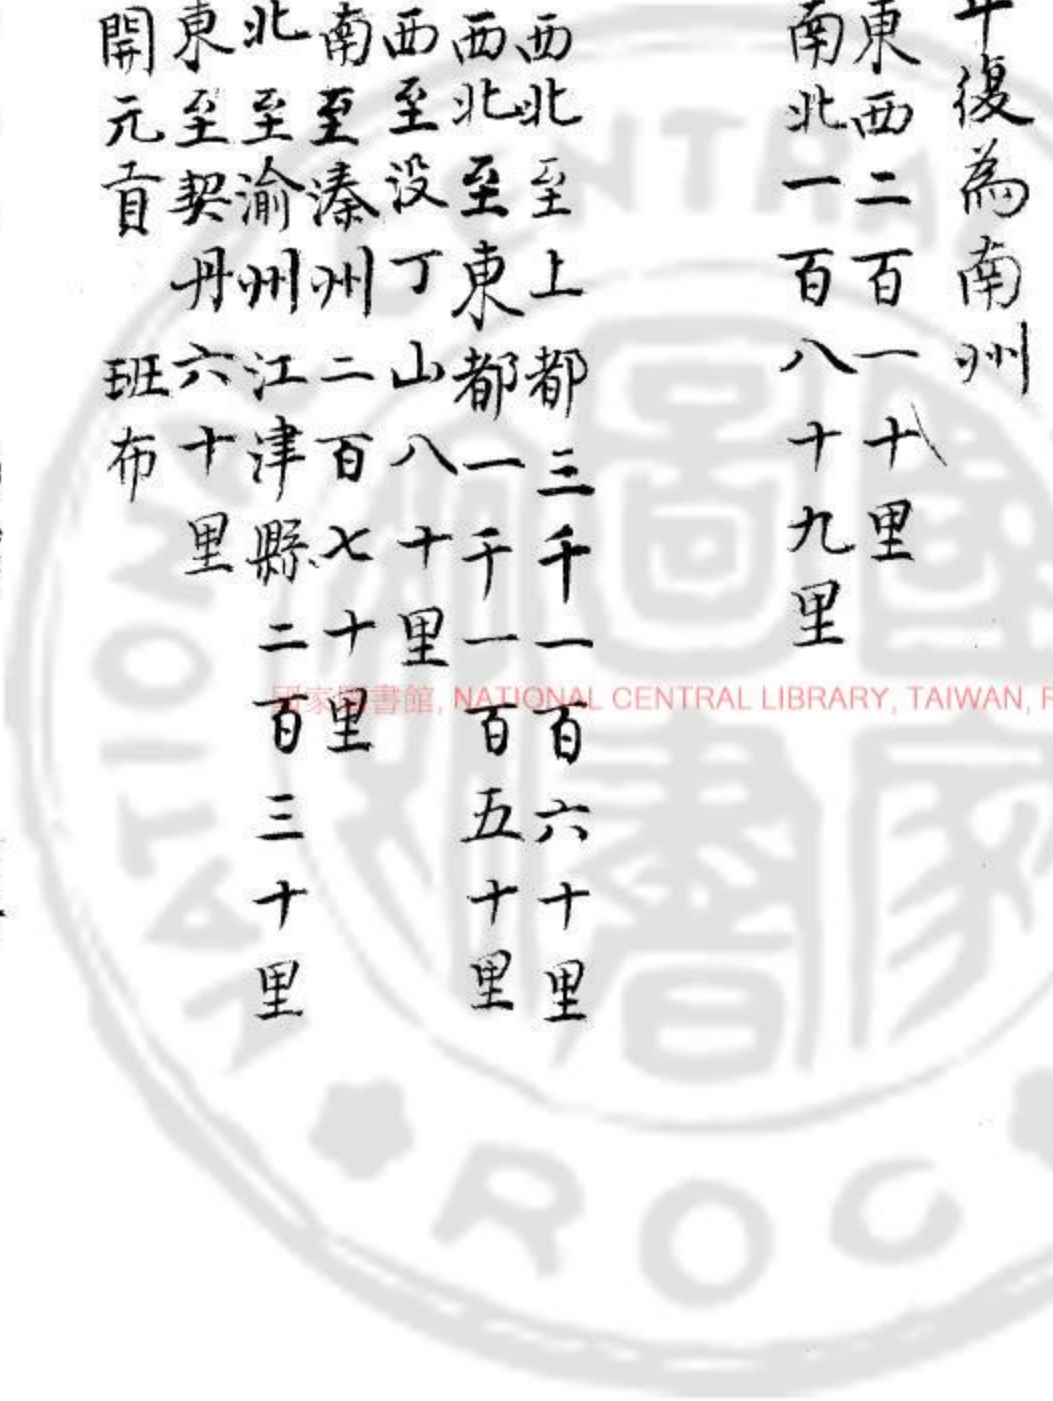 復為南州
東西二百一十里
南北一百八十九里
西北至上都三千一百六十里
西北至東都一千一百五十里
西至没丁山八十里
南至溱州二百七十里
北至渝州江津縣二百三十里
東至契丹六十里
開元貢 班布
國家圖書館, NATIONAL CENTRAL LIBRARY, TAIWAN,